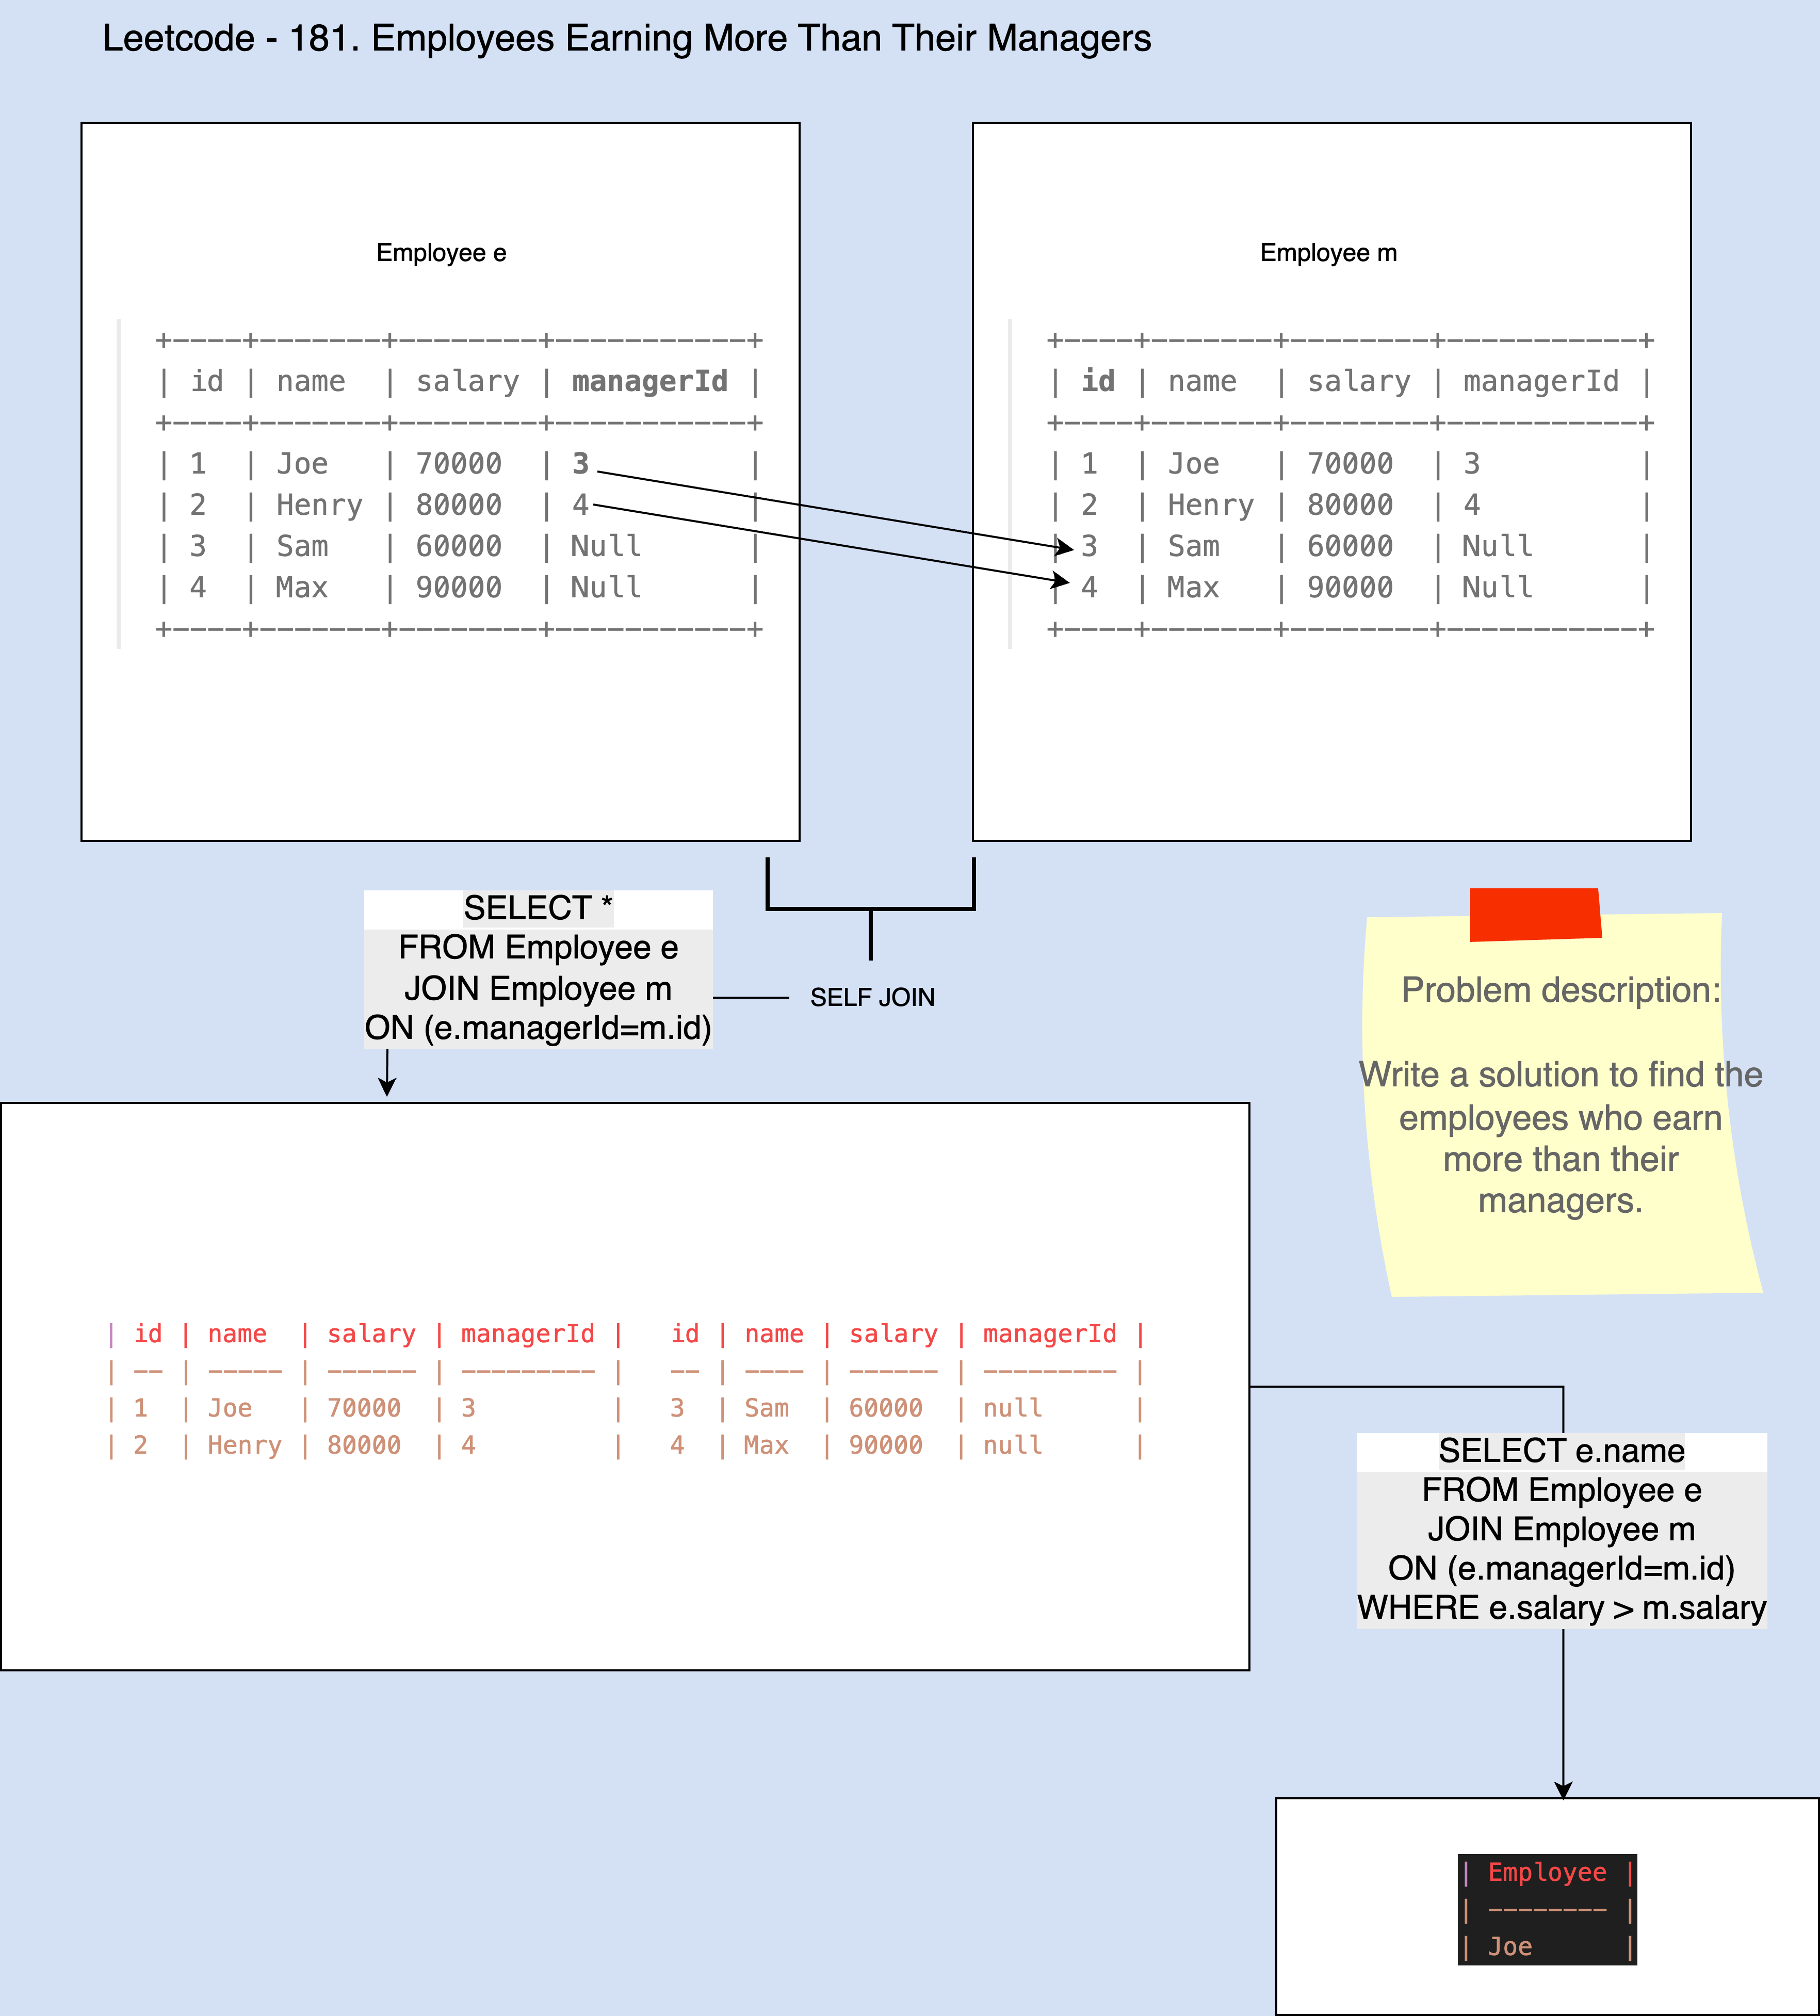 Leetcode - 181. Employees Earning More Than Their Managers
Employee e
+----+-------+--------+-----------+
| id | name  | salary | managerId |
+----+-------+--------+-----------+
| 1  | Joe   | 70000  | 3         |
| 2  | Henry | 80000  | 4         |
| 3  | Sam   | 60000  | Null      |
| 4  | Max   | 90000  | Null      |
+----+-------+--------+-----------+
Employee m
+----+-------+--------+-----------+
| id | name  | salary | managerId |
+----+-------+--------+-----------+
| 1  | Joe   | 70000  | 3         |
| 2  | Henry | 80000  | 4         |
| 3  | Sam   | 60000  | Null      |
| 4  | Max   | 90000  | Null      |
+----+-------+--------+-----------+
SELECT *
FROM Employee e
JOIN Employee m
ON (e.managerId=m.id)
SELF JOIN
Problem description:
Write a solution to find the
employees who earn
more than their
managers.
| id | name  | salary | managerId |   id | name | salary | managerId |
| -- | ----- | ------ | --------- |   -- | ---- | ------ | --------- |
| 1  | Joe   | 70000  | 3         |   3  | Sam  | 60000  | null      |
| 2  | Henry | 80000  | 4         |   4  | Max  | 90000  | null      |
SELECT e.name
FROM Employee e
JOIN Employee m
ON (e.managerId=m.id)
WHERE e.salary > m.salary
| Employee |
| -------- |
| Joe      |